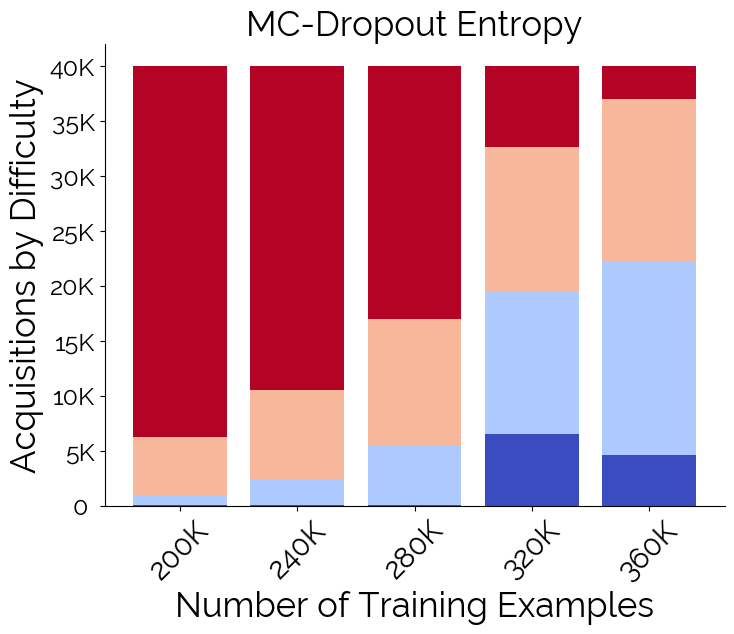 MC-Dropout Entropy
Acquisitions by Difficulty
40K
35K
30K
25K
20K
15K
10K
5K
0
200K
240K
280K
320K
360K
Number of Training Examples